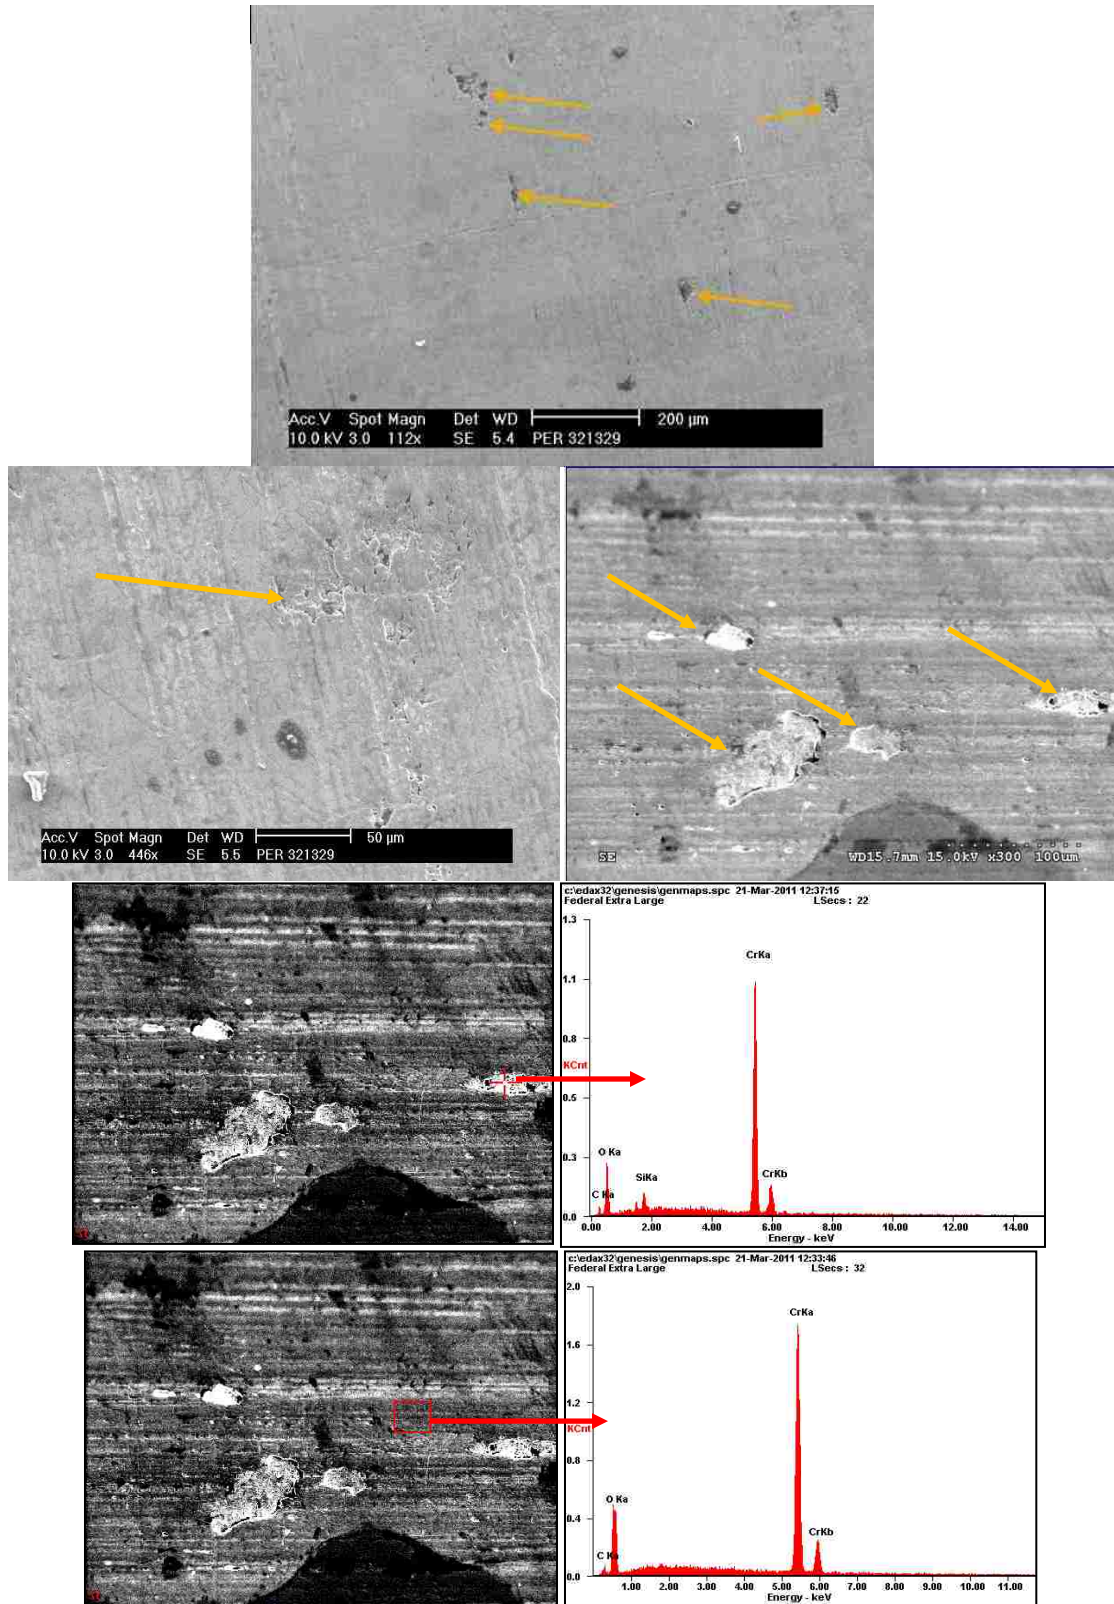 Acc.V Spot Magn Det WD 200 µm
10.0 kV 3.0 112x SE 5.4 PER 321329
Acc.V Spot Magn Det WD 50 µm
10.0 kV 3.0 446x SE 5.5 PER 321329
SE WD15.7mm 15.0kV x300 100um
c:\edax32\genesis\genmaps.spc 21-Mar-2011 12:37:15
Federal Extra Large LSecs : 22
1.3
CrKa
1.1
0.8
KCnt
0.5
0.3
O Ka
SiKa
CrKb
C Ka
0.0
0.00 2.00 4.00 6.00 8.00 10.00 12.00 14.00
Energy - keV
c:\edax32\genesis\genmaps.spc 21-Mar-2011 12:33:46
Federal Extra Large LSecs : 32
2.0
CrKa
1.6
1.2
KCnt
0.8
O Ka
0.4
CrKb
C Ka
0.0
1.00 2.00 3.00 4.00 5.00 6.00 7.00 8.00 9.00 10.00 11.00
Energy - keV